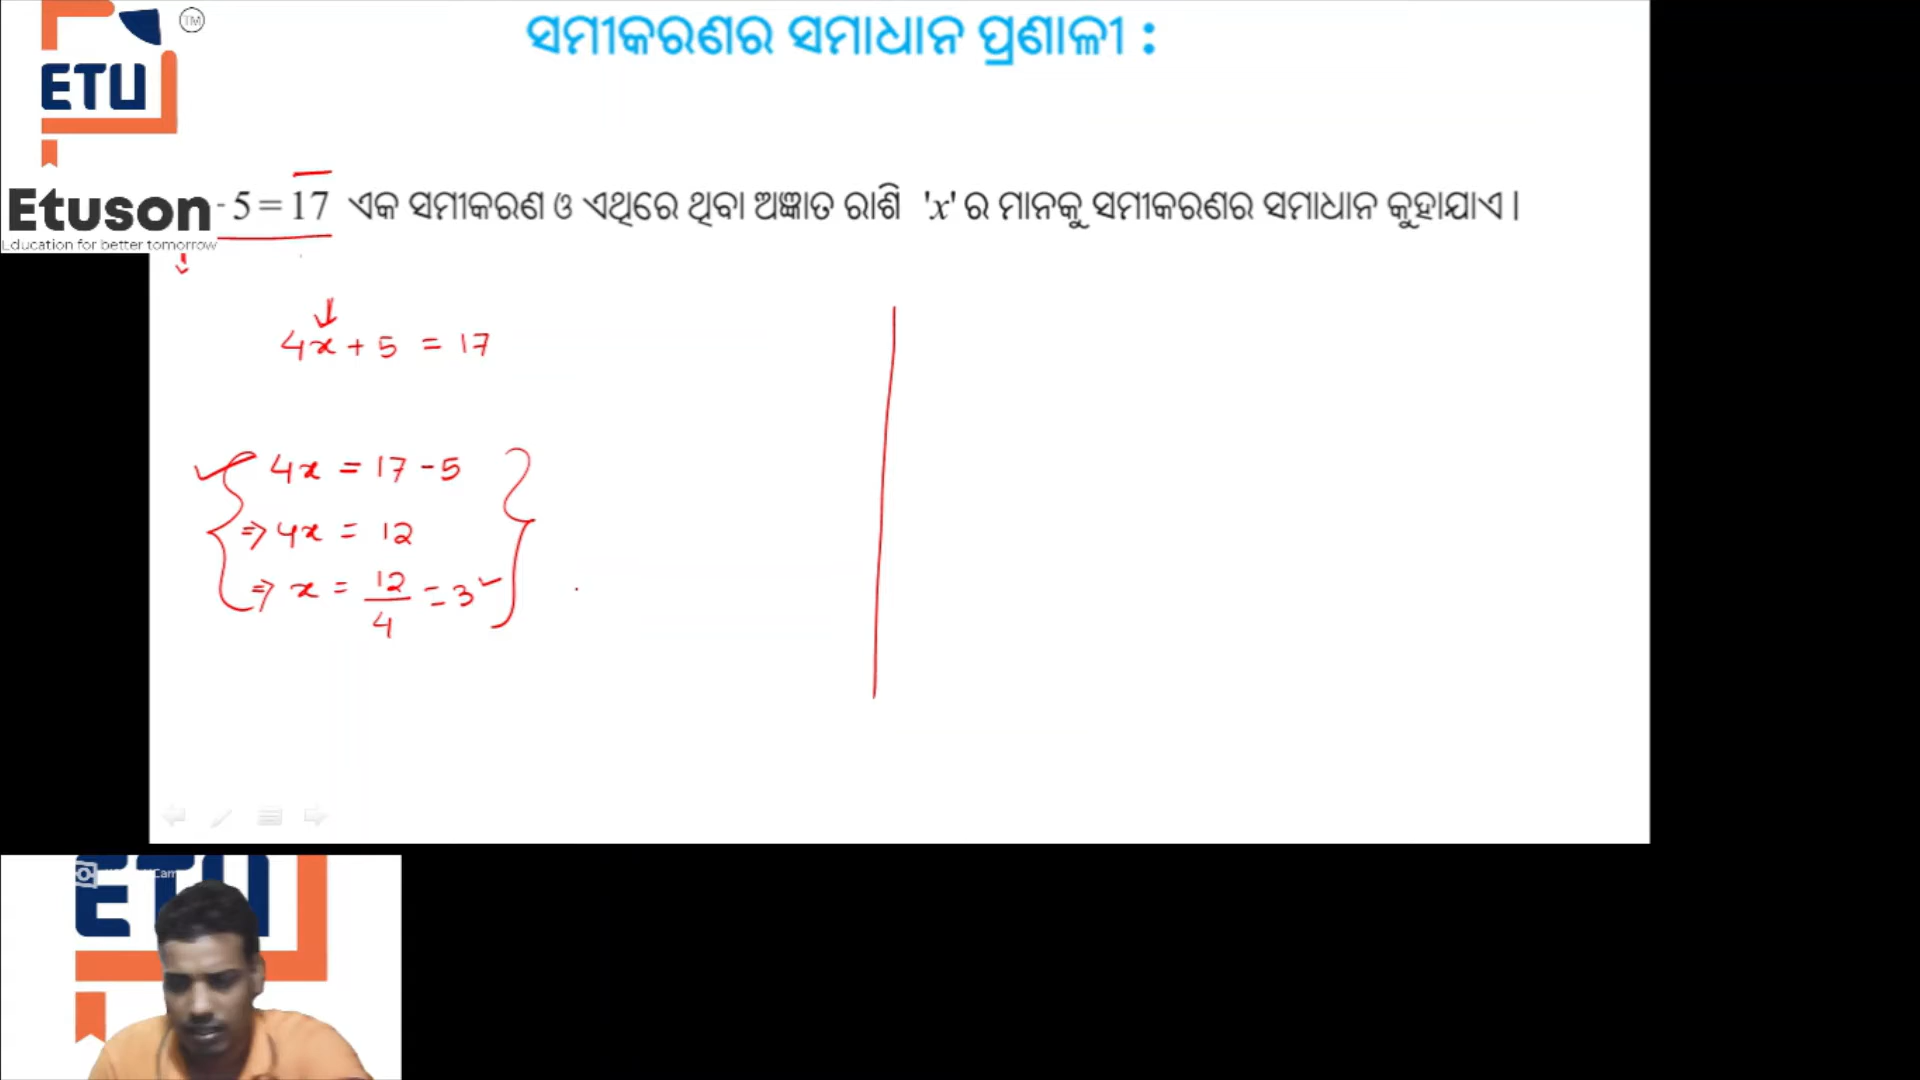 ETU
TM
Etuson
Education for better tomorrow
ସମୀକରଣର ସମାଧାନ ପ୍ରଣାଳୀ :
- 5 = 17 ଏକ ସମୀକରଣ ଓ ଏଥିରେ ଥିବା ଅଜ୍ଞାତ ରାଶି 'x' ର ମାନକୁ ସମୀକରଣର ସମାଧାନ କୁହାଯାଏ ।
4x + 5 = 17
4x = 17 - 5
⇒ 4x = 12
⇒ x = 12/4 = 3
ETU